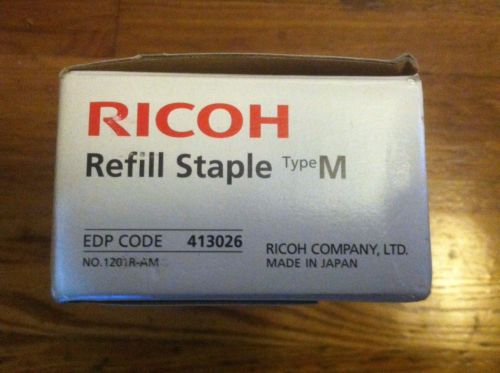 RICOH
Refill Staple Type M
EDP CODE 413026
NO.1201R-AM
RICOH COMPANY, LTD.
MADE IN JAPAN